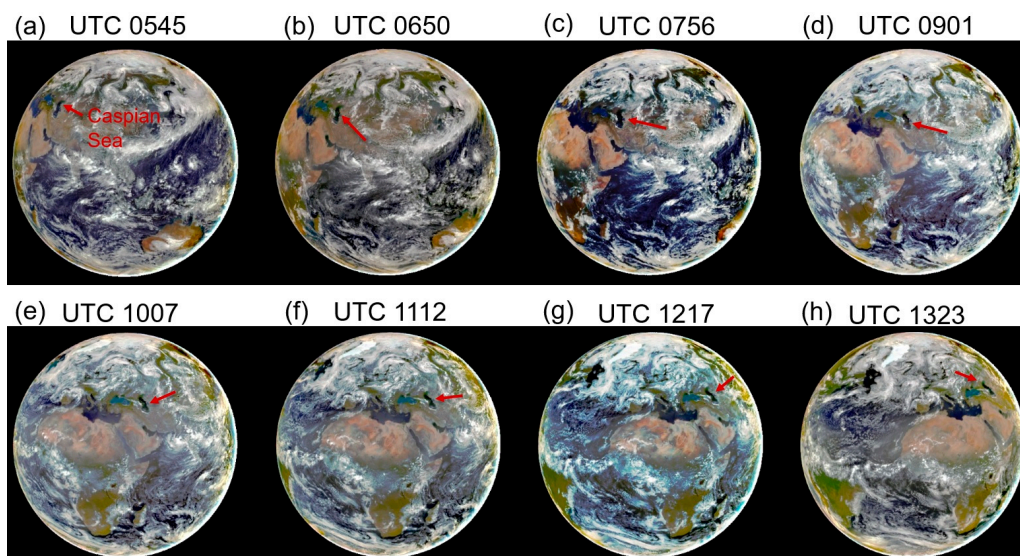 (a) UTC 0545
(b) UTC 0650
(c) UTC 0756
(d) UTC 0901
Caspian
Sea
(e) UTC 1007
(f) UTC 1112
(g) UTC 1217
(h) UTC 1323